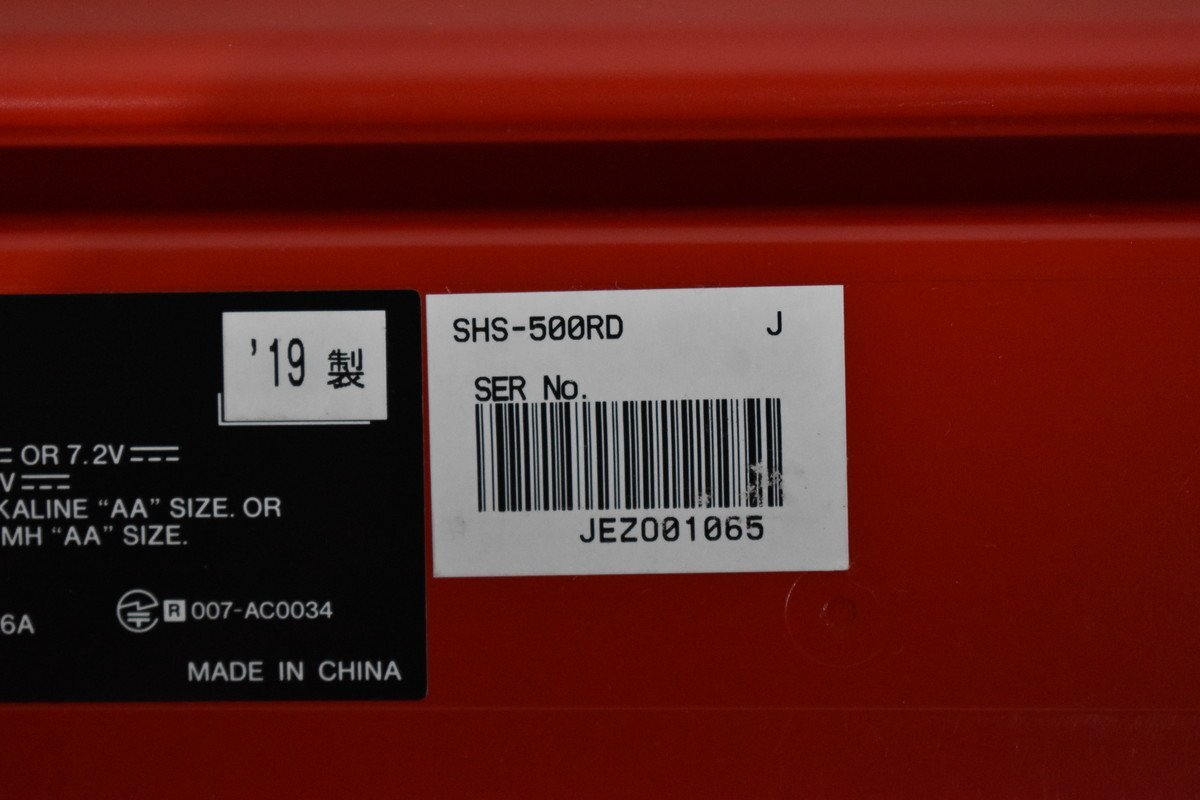 '19 製
OR 7.2V
V
KALINE “AA” SIZE. OR
MH “AA” SIZE.
6A
R 007-AC0034
MADE IN CHINA
SHS-500RD J
SER No.
JEZO01065